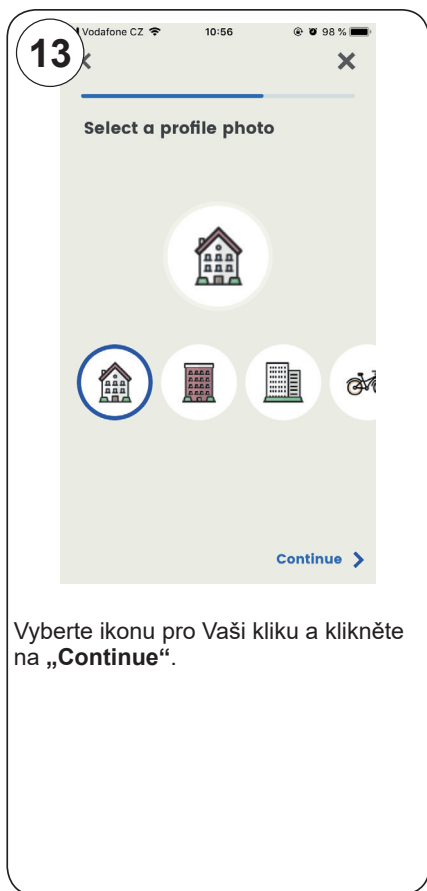 13
Vodafone CZ 10:56 98 %
Select a profile photo
Continue
Vyberte ikonu pro Vaši kliku a klikněte
na „Continue“.